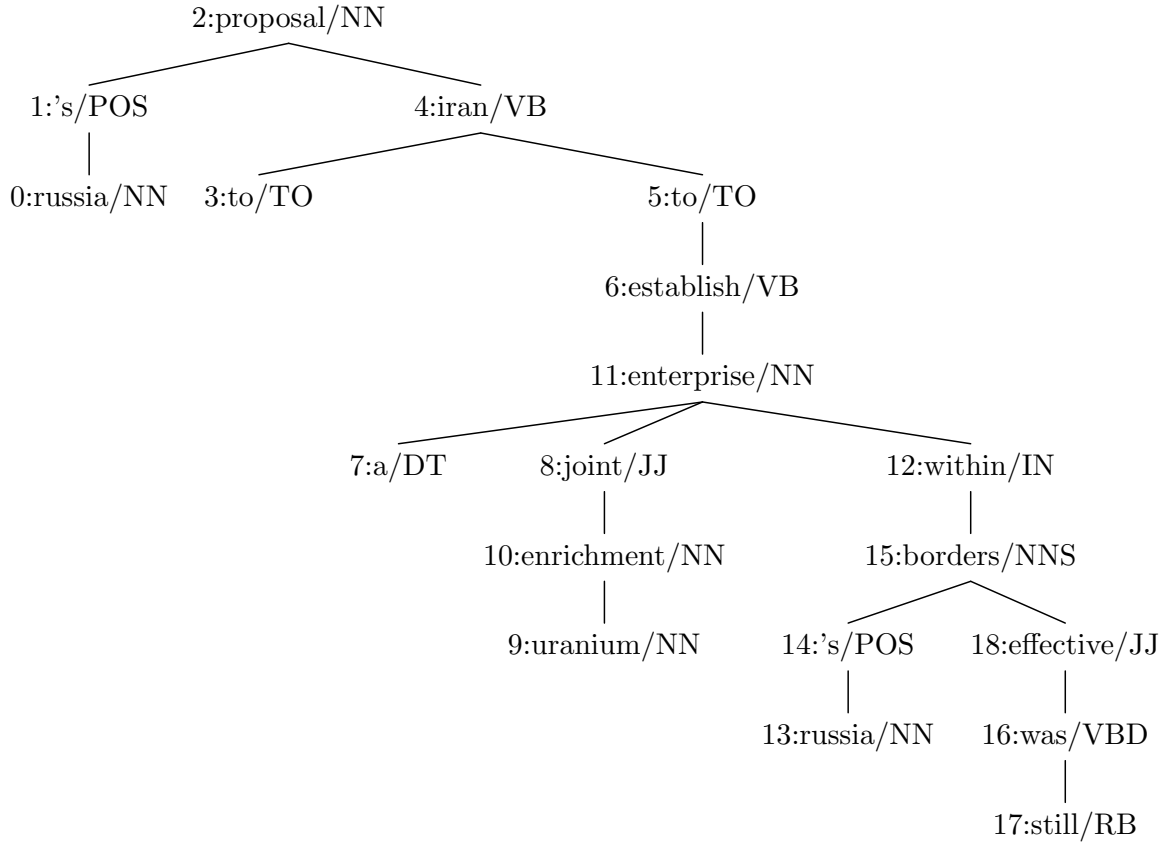 2:proposal/NN
1:’s/POS 4:iran/VB
0:russia/NN 3:to/TO 5:to/TO
6:establish/VB
11:enterprise/NN
7:a/DT 8:joint/JJ 12:within/IN
10:enrichment/NN 15:borders/NNS
9:uranium/NN 14:’s/POS 18:effective/JJ
13:russia/NN 16:was/VBD
17:still/RB